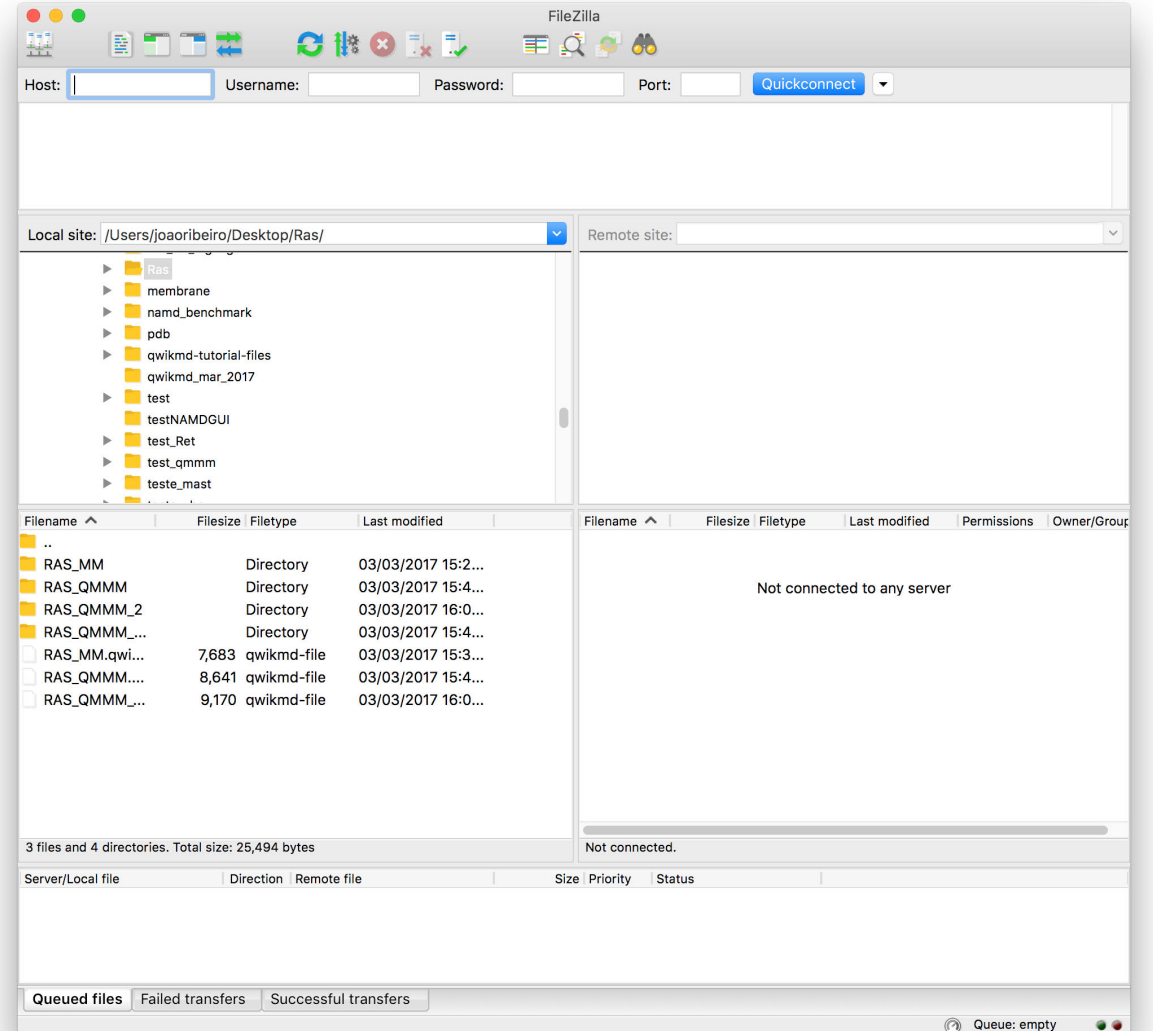 FileZilla
Host: Username: Password: Port: Quickconnect
Local site: /Users/joaoribeiro/Desktop/Ras/
Remote site:
Ras
membrane
namd_benchmark
pdb
qwikmd-tutorial-files
qwikmd_mar_2017
test
testNAMDGUI
test_Ret
test_qmmm
teste_mast
Filename Filesize Filetype Last modified
..
RAS_MM Directory 03/03/2017 15:2...
RAS_QMMM Directory 03/03/2017 15:4...
RAS_QMMM_2 Directory 03/03/2017 16:0...
RAS_QMMM_... Directory 03/03/2017 15:4...
RAS_MM.qwi... 7,683 qwikmd-file 03/03/2017 15:3...
RAS_QMMM.... 8,641 qwikmd-file 03/03/2017 15:4...
RAS_QMMM_... 9,170 qwikmd-file 03/03/2017 16:0...
3 files and 4 directories. Total size: 25,494 bytes
Filename Filesize Filetype Last modified Permissions Owner/Group
Not connected to any server
Not connected.
Server/Local file Direction Remote file Size Priority Status
Queued files Failed transfers Successful transfers
Queue: empty